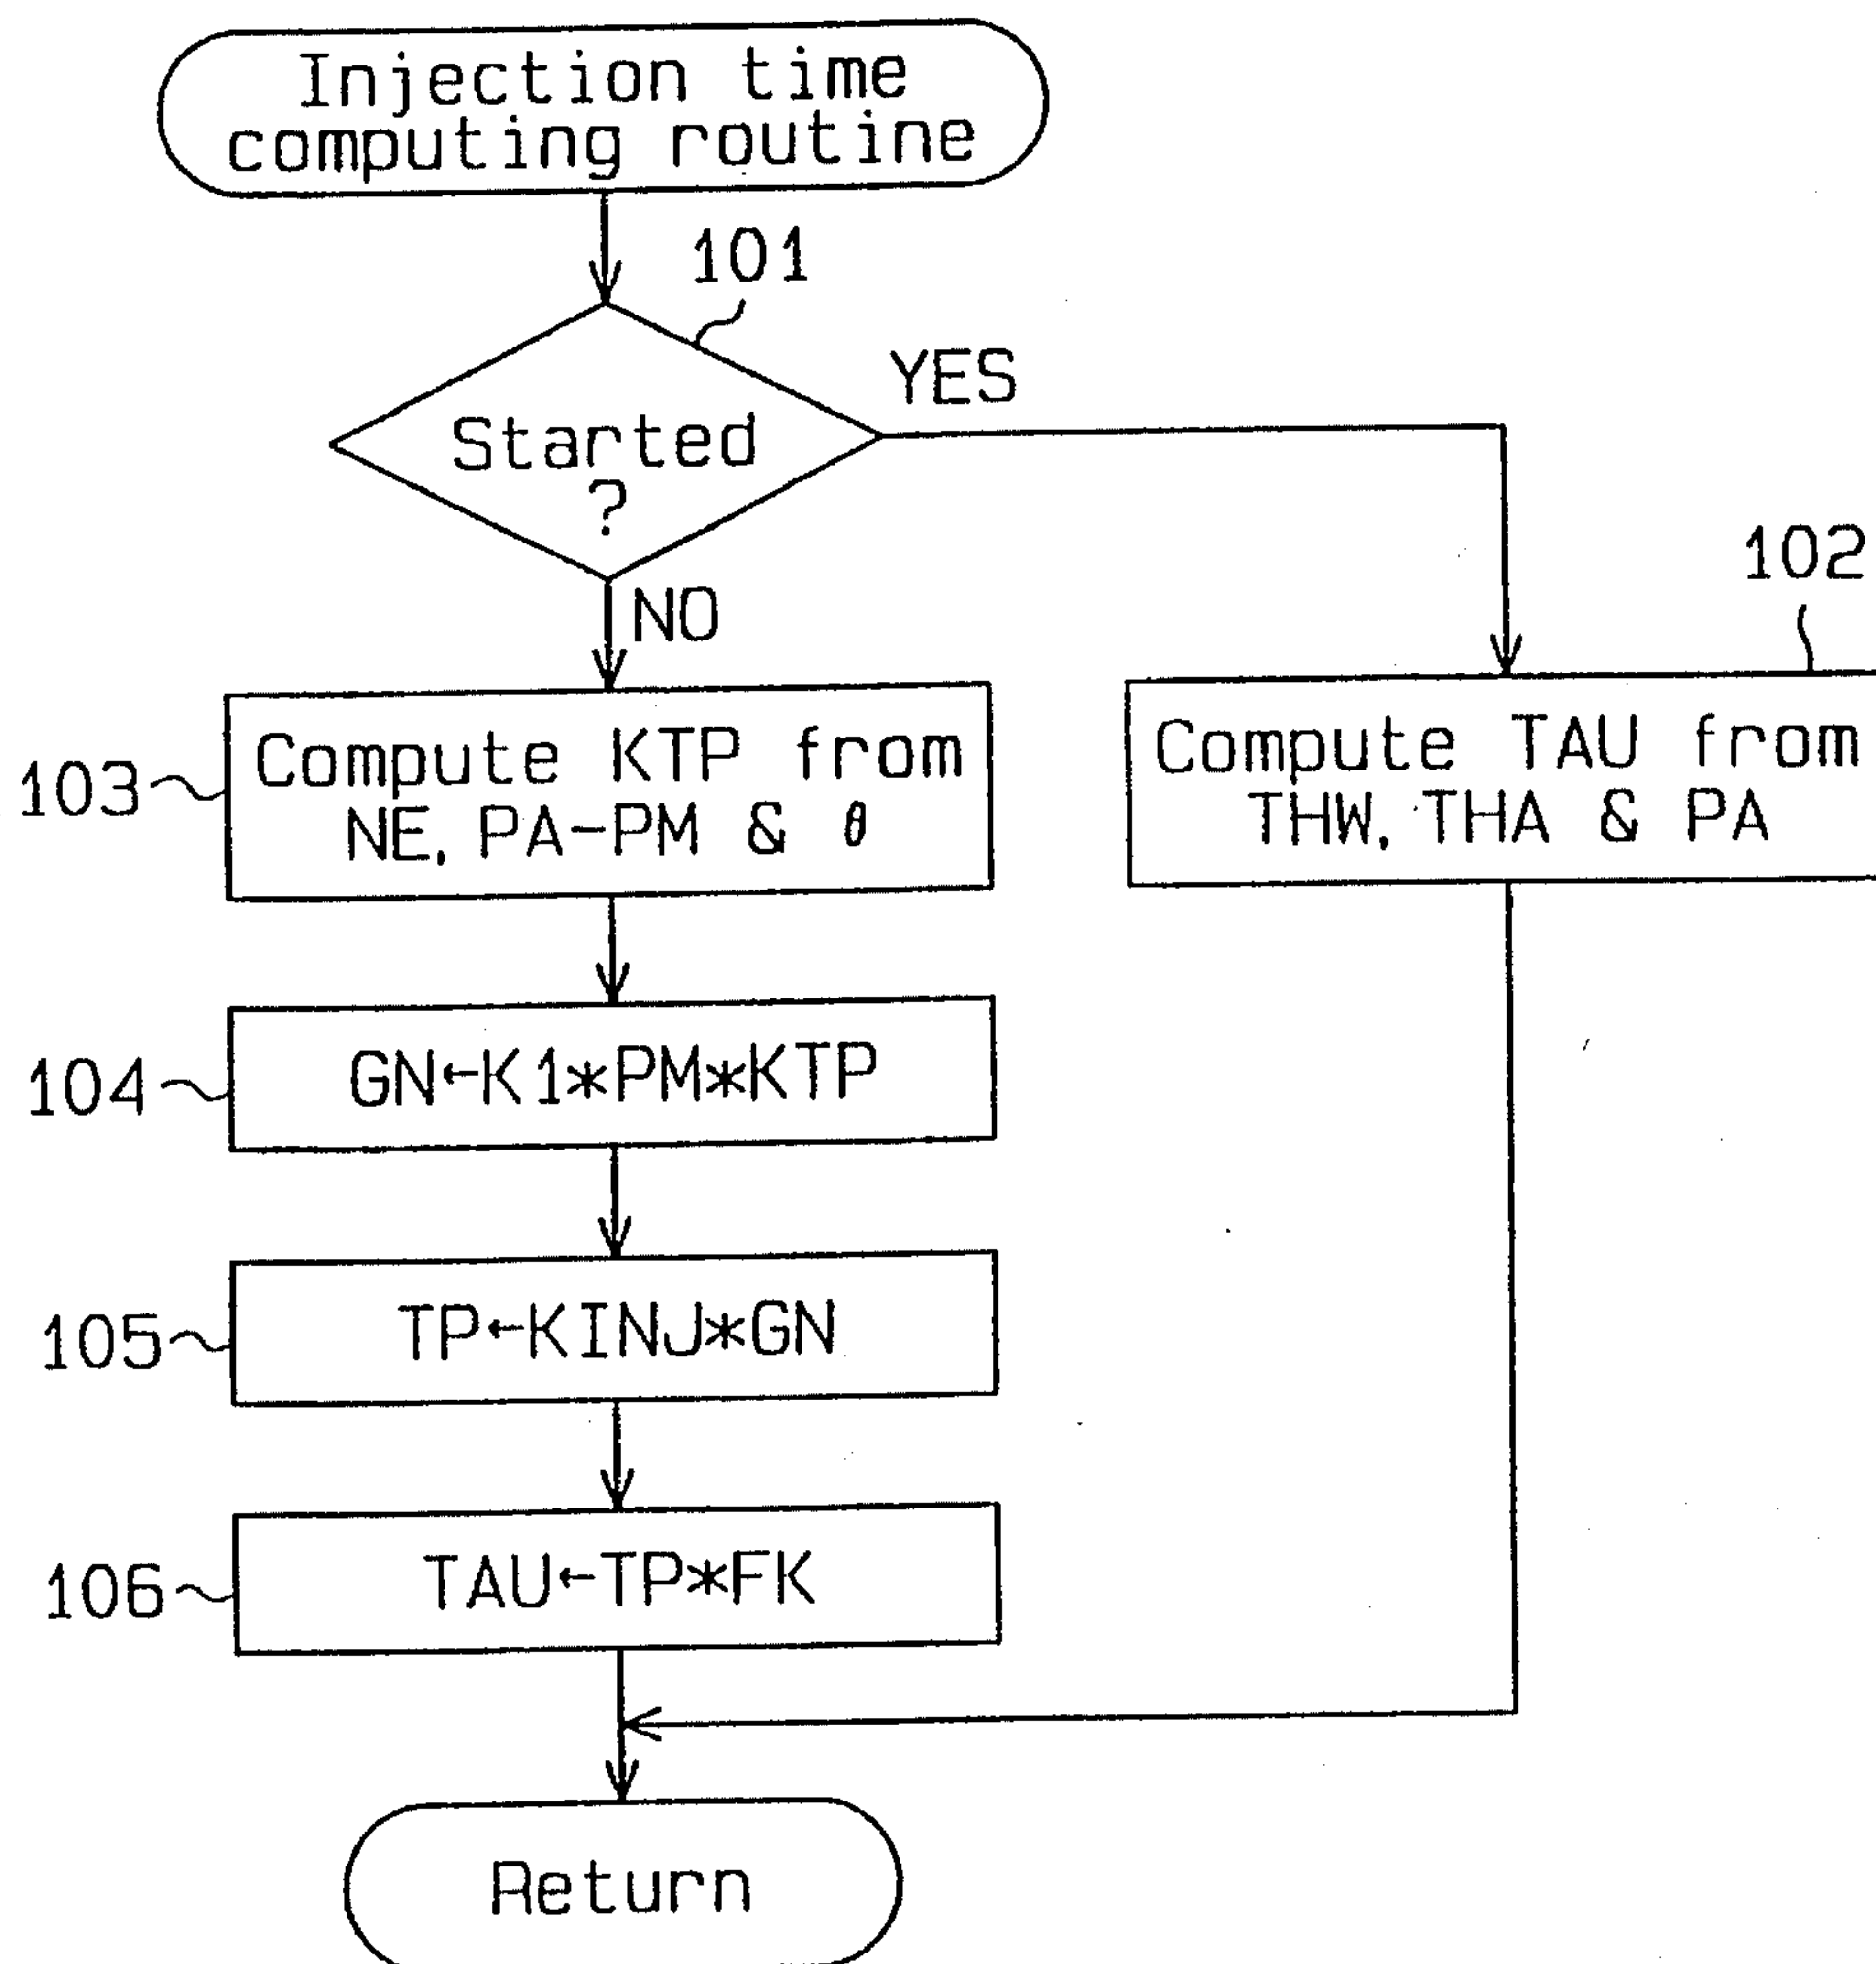 Injection time
computing routine
101
Started
?
YES
NO
102
Compute TAU from
THW, THA & PA
103
Compute KTP from
NE, PA-PM & θ
104
GN←K1*PM*KTP
105
TP←KINJ*GN
106
TAU←TP*FK
Return